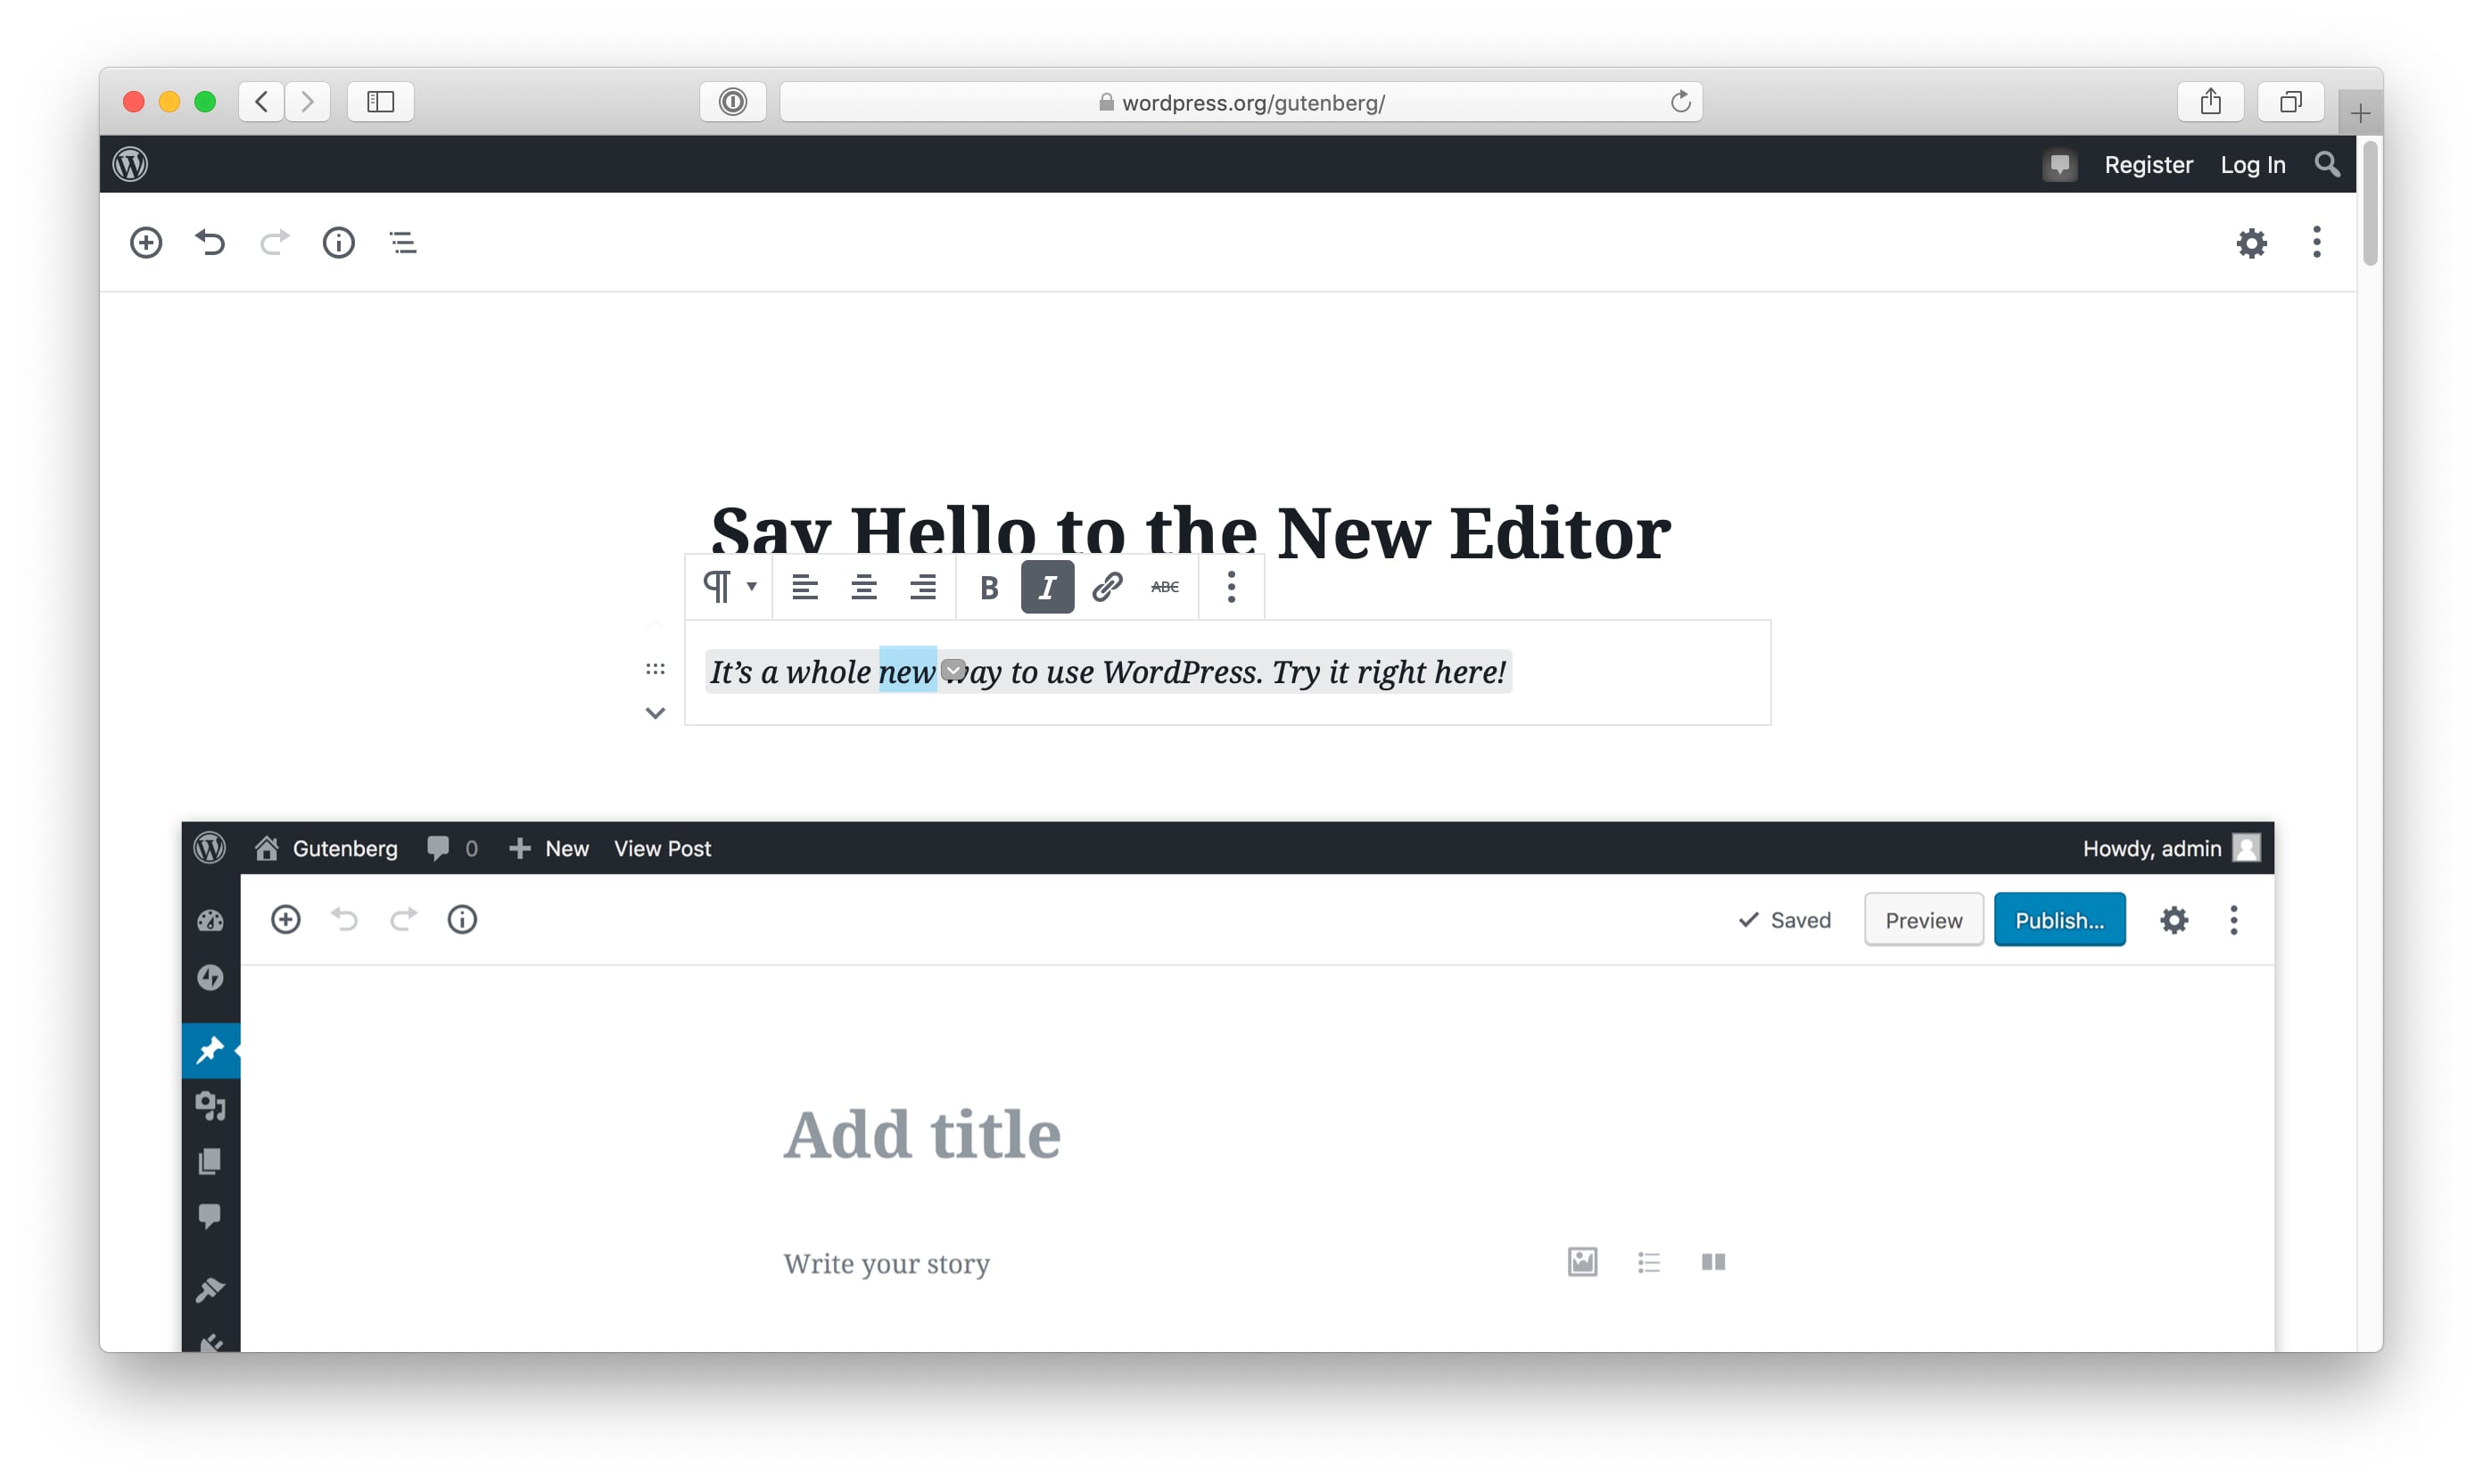 wordpress.org/gutenberg/
Register Log In
Say Hello to the New Editor
B I ABC
It’s a whole new way to use WordPress. Try it right here!
Gutenberg 0 New View Post Howdy, admin
Saved Preview Publish...
Add title
Write your story